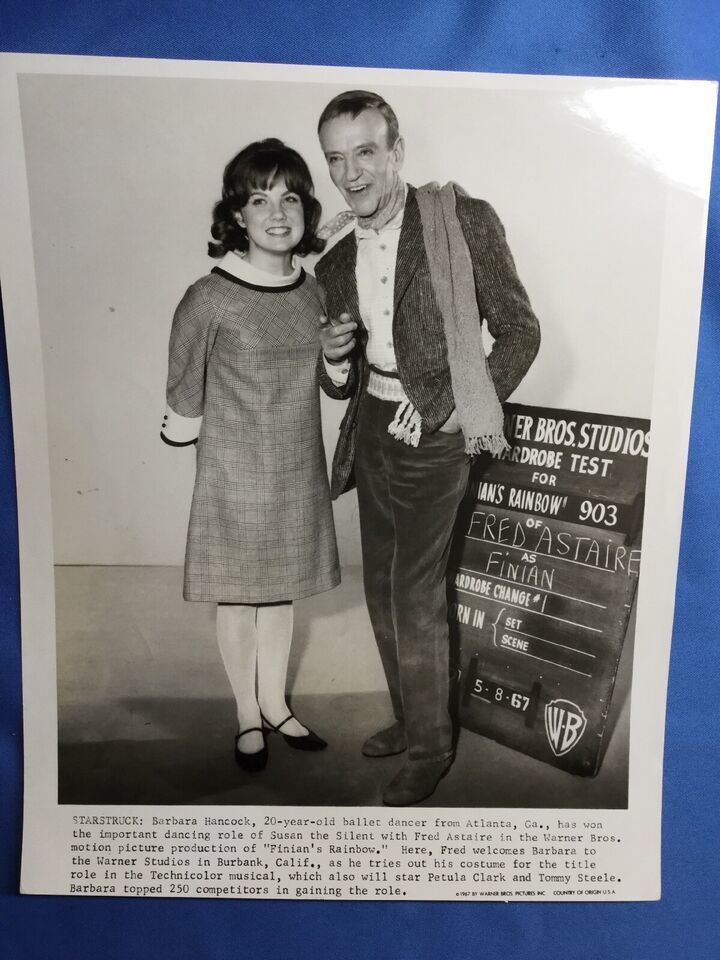 ER BROS. STUDIOS
RDROBE TEST
FOR
IAN'S RAINBOW" 903
OF
FRED ASTAIRE
AS
FINIAN
ARDROBE CHANGE #1
RN IN { SET
SCENE
5-8-67
WB
STARSTRUCK: Barbara Hancock, 20-year-old ballet dancer from Atlanta, Ga., has won
the important dancing role of Susan the Silent with Fred Astaire in the Warner Bros.
motion picture production of "Finian's Rainbow." Here, Fred welcomes Barbara to
the Warner Studios in Burbank, Calif., as he tries out his costume for the title
role in the Technicolor musical, which also will star Petula Clark and Tommy Steele.
Barbara topped 250 competitors in gaining the role.
©1967 BY WARNER BROS. PICTURES INC COUNTRY OF ORIGIN U.S.A.